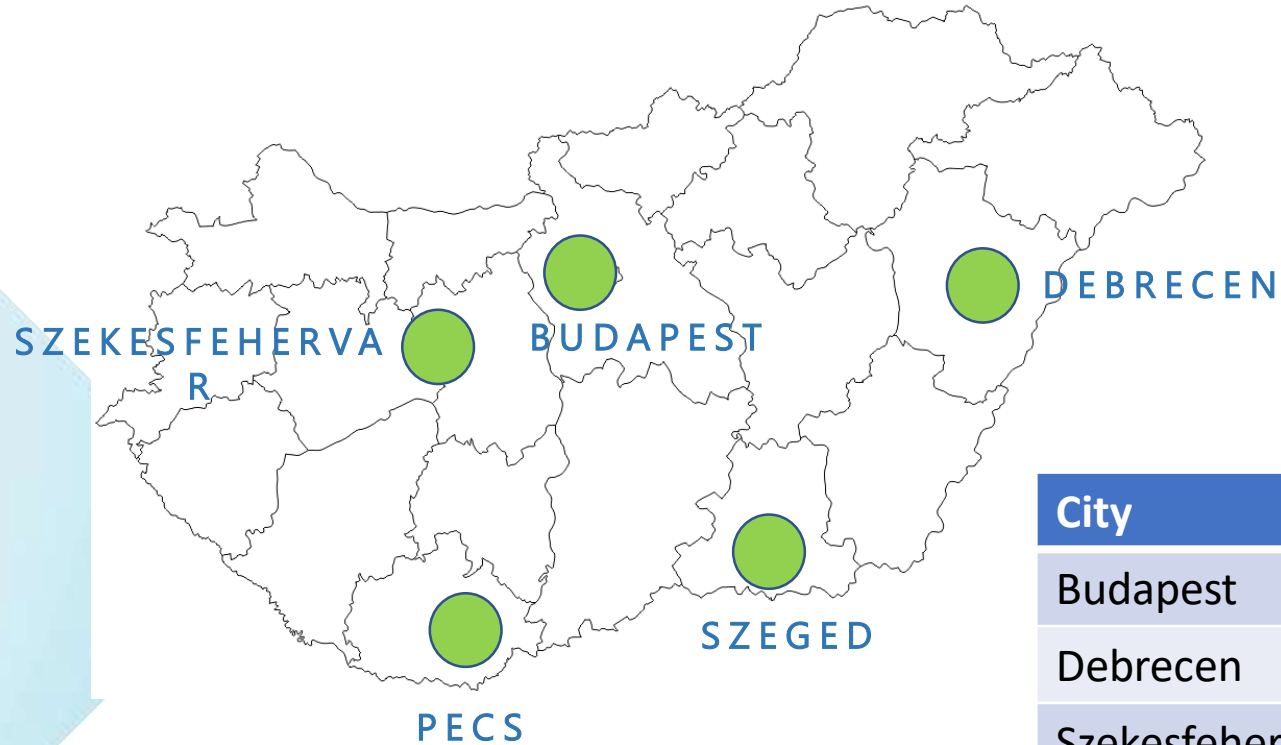 DEBRECEN
BUDAPEST
SZEKESFEHERVA
R
SZEGED
PECS
City
Budapest
Debrecen